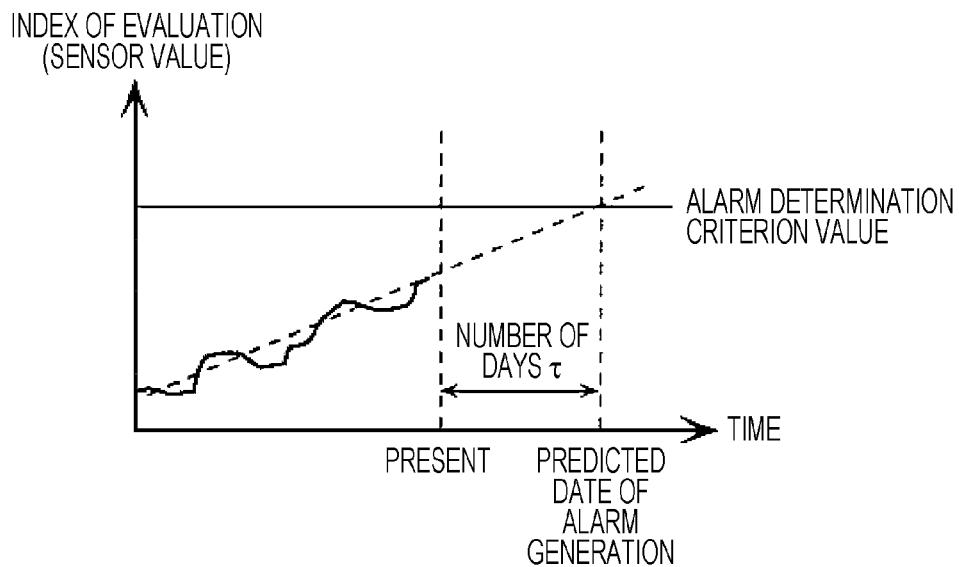 INDEX OF EVALUATION
(SENSOR VALUE)
ALARM DETERMINATION
CRITERION VALUE
NUMBER OF
DAYS τ
TIME
PRESENT
PREDICTED
DATE OF
ALARM
GENERATION